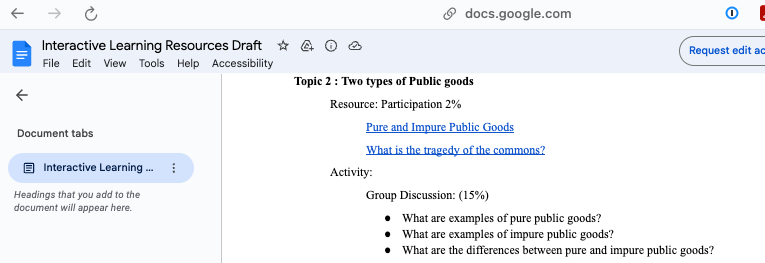 docs.google.com
Interactive Learning Resources Draft
File Edit View Tools Help Accessibility
Request edit ac
Document tabs
Interactive Learning ...
Headings that you add to the
document will appear here.
Topic 2 : Two types of Public goods
Resource: Participation 2%
Pure and Impure Public Goods
What is the tragedy of the commons?
Activity:
Group Discussion: (15%)
● What are examples of pure public goods?
● What are examples of impure public goods?
● What are the differences between pure and impure public goods?